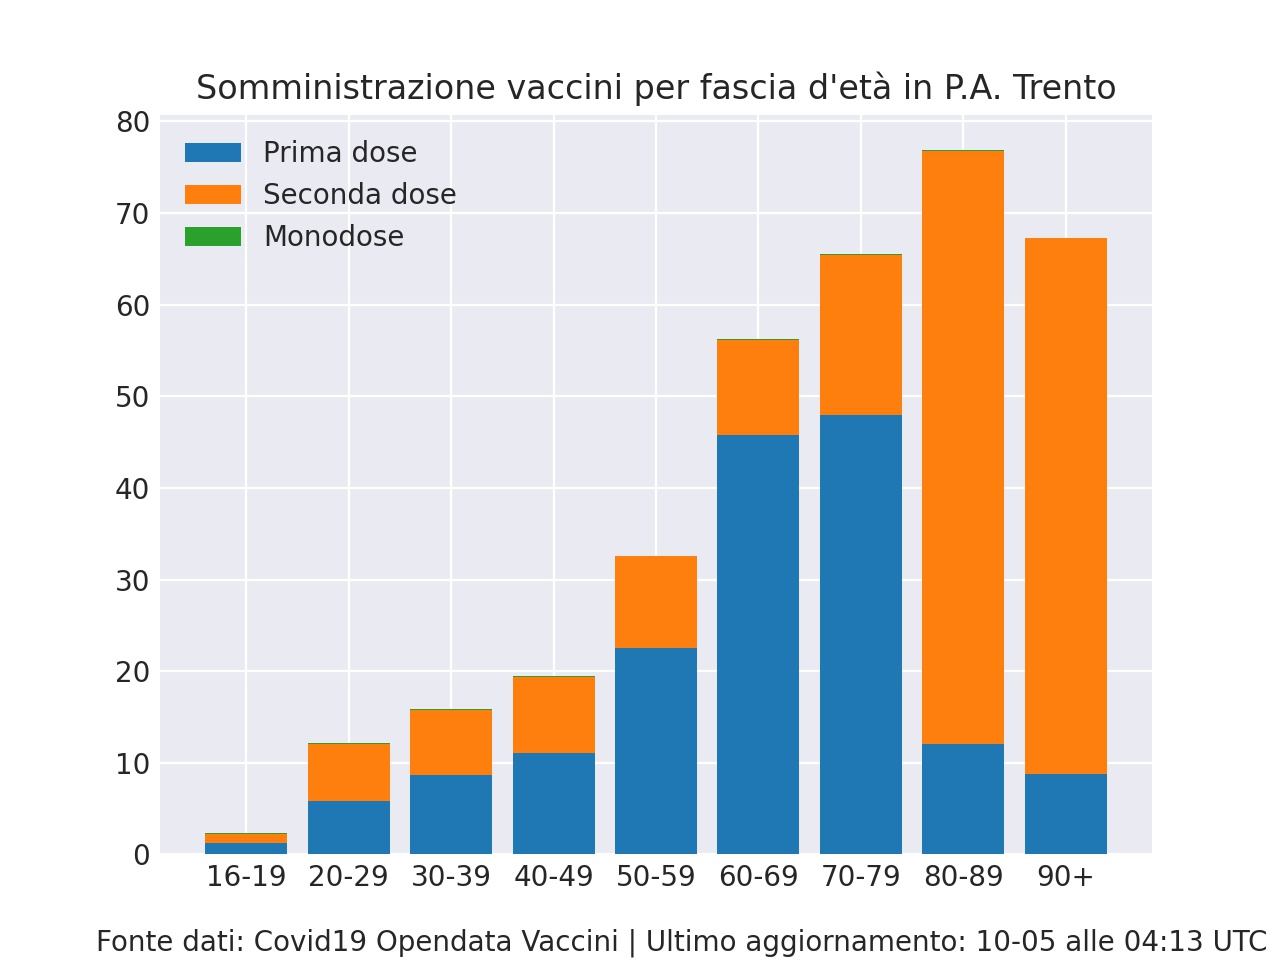 Somministrazione vaccini per fascia d'età in P.A. Trento
Prima dose
Seconda dose
Monodose
80
70
60
50
40
30
20
10
0
16-19 20-29 30-39 40-49 50-59 60-69 70-79 80-89 90+
Fonte dati: Covid19 Opendata Vaccini | Ultimo aggiornamento: 10-05 alle 04:13 UTC